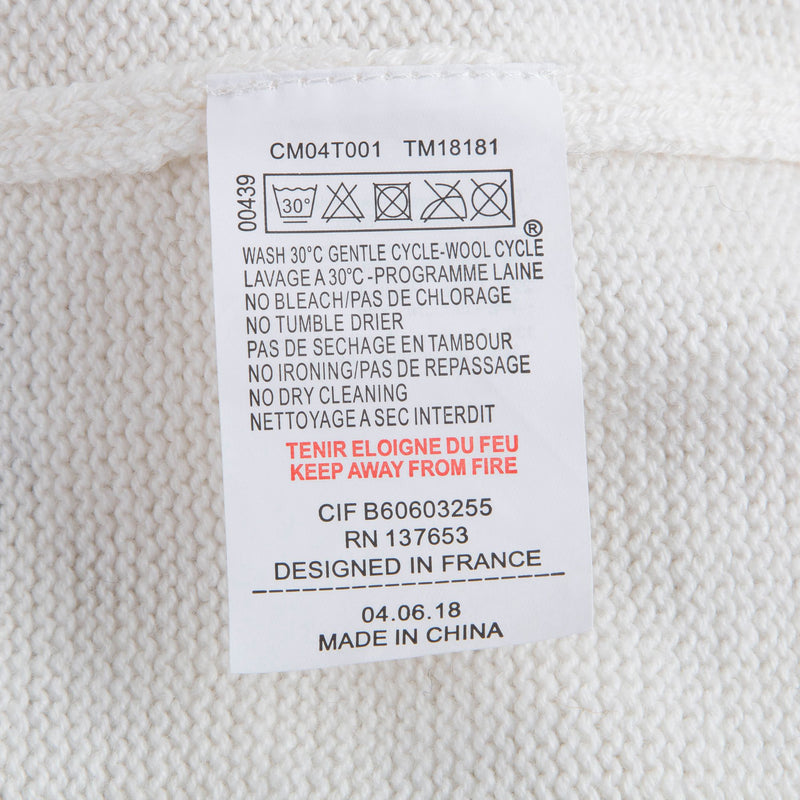 CM04T001 TM18181
00439
30°
®
WASH 30°C GENTLE CYCLE-WOOL CYCLE
LAVAGE A 30°C -PROGRAMME LAINE
NO BLEACH/PAS DE CHLORAGE
NO TUMBLE DRIER
PAS DE SECHAGE EN TAMBOUR
NO IRONING/PAS DE REPASSAGE
NO DRY CLEANING
NETTOYAGE A SEC INTERDIT
TENIR ELOIGNE DU FEU
KEEP AWAY FROM FIRE
CIF B60603255
RN 137653
DESIGNED IN FRANCE
04.06.18
MADE IN CHINA